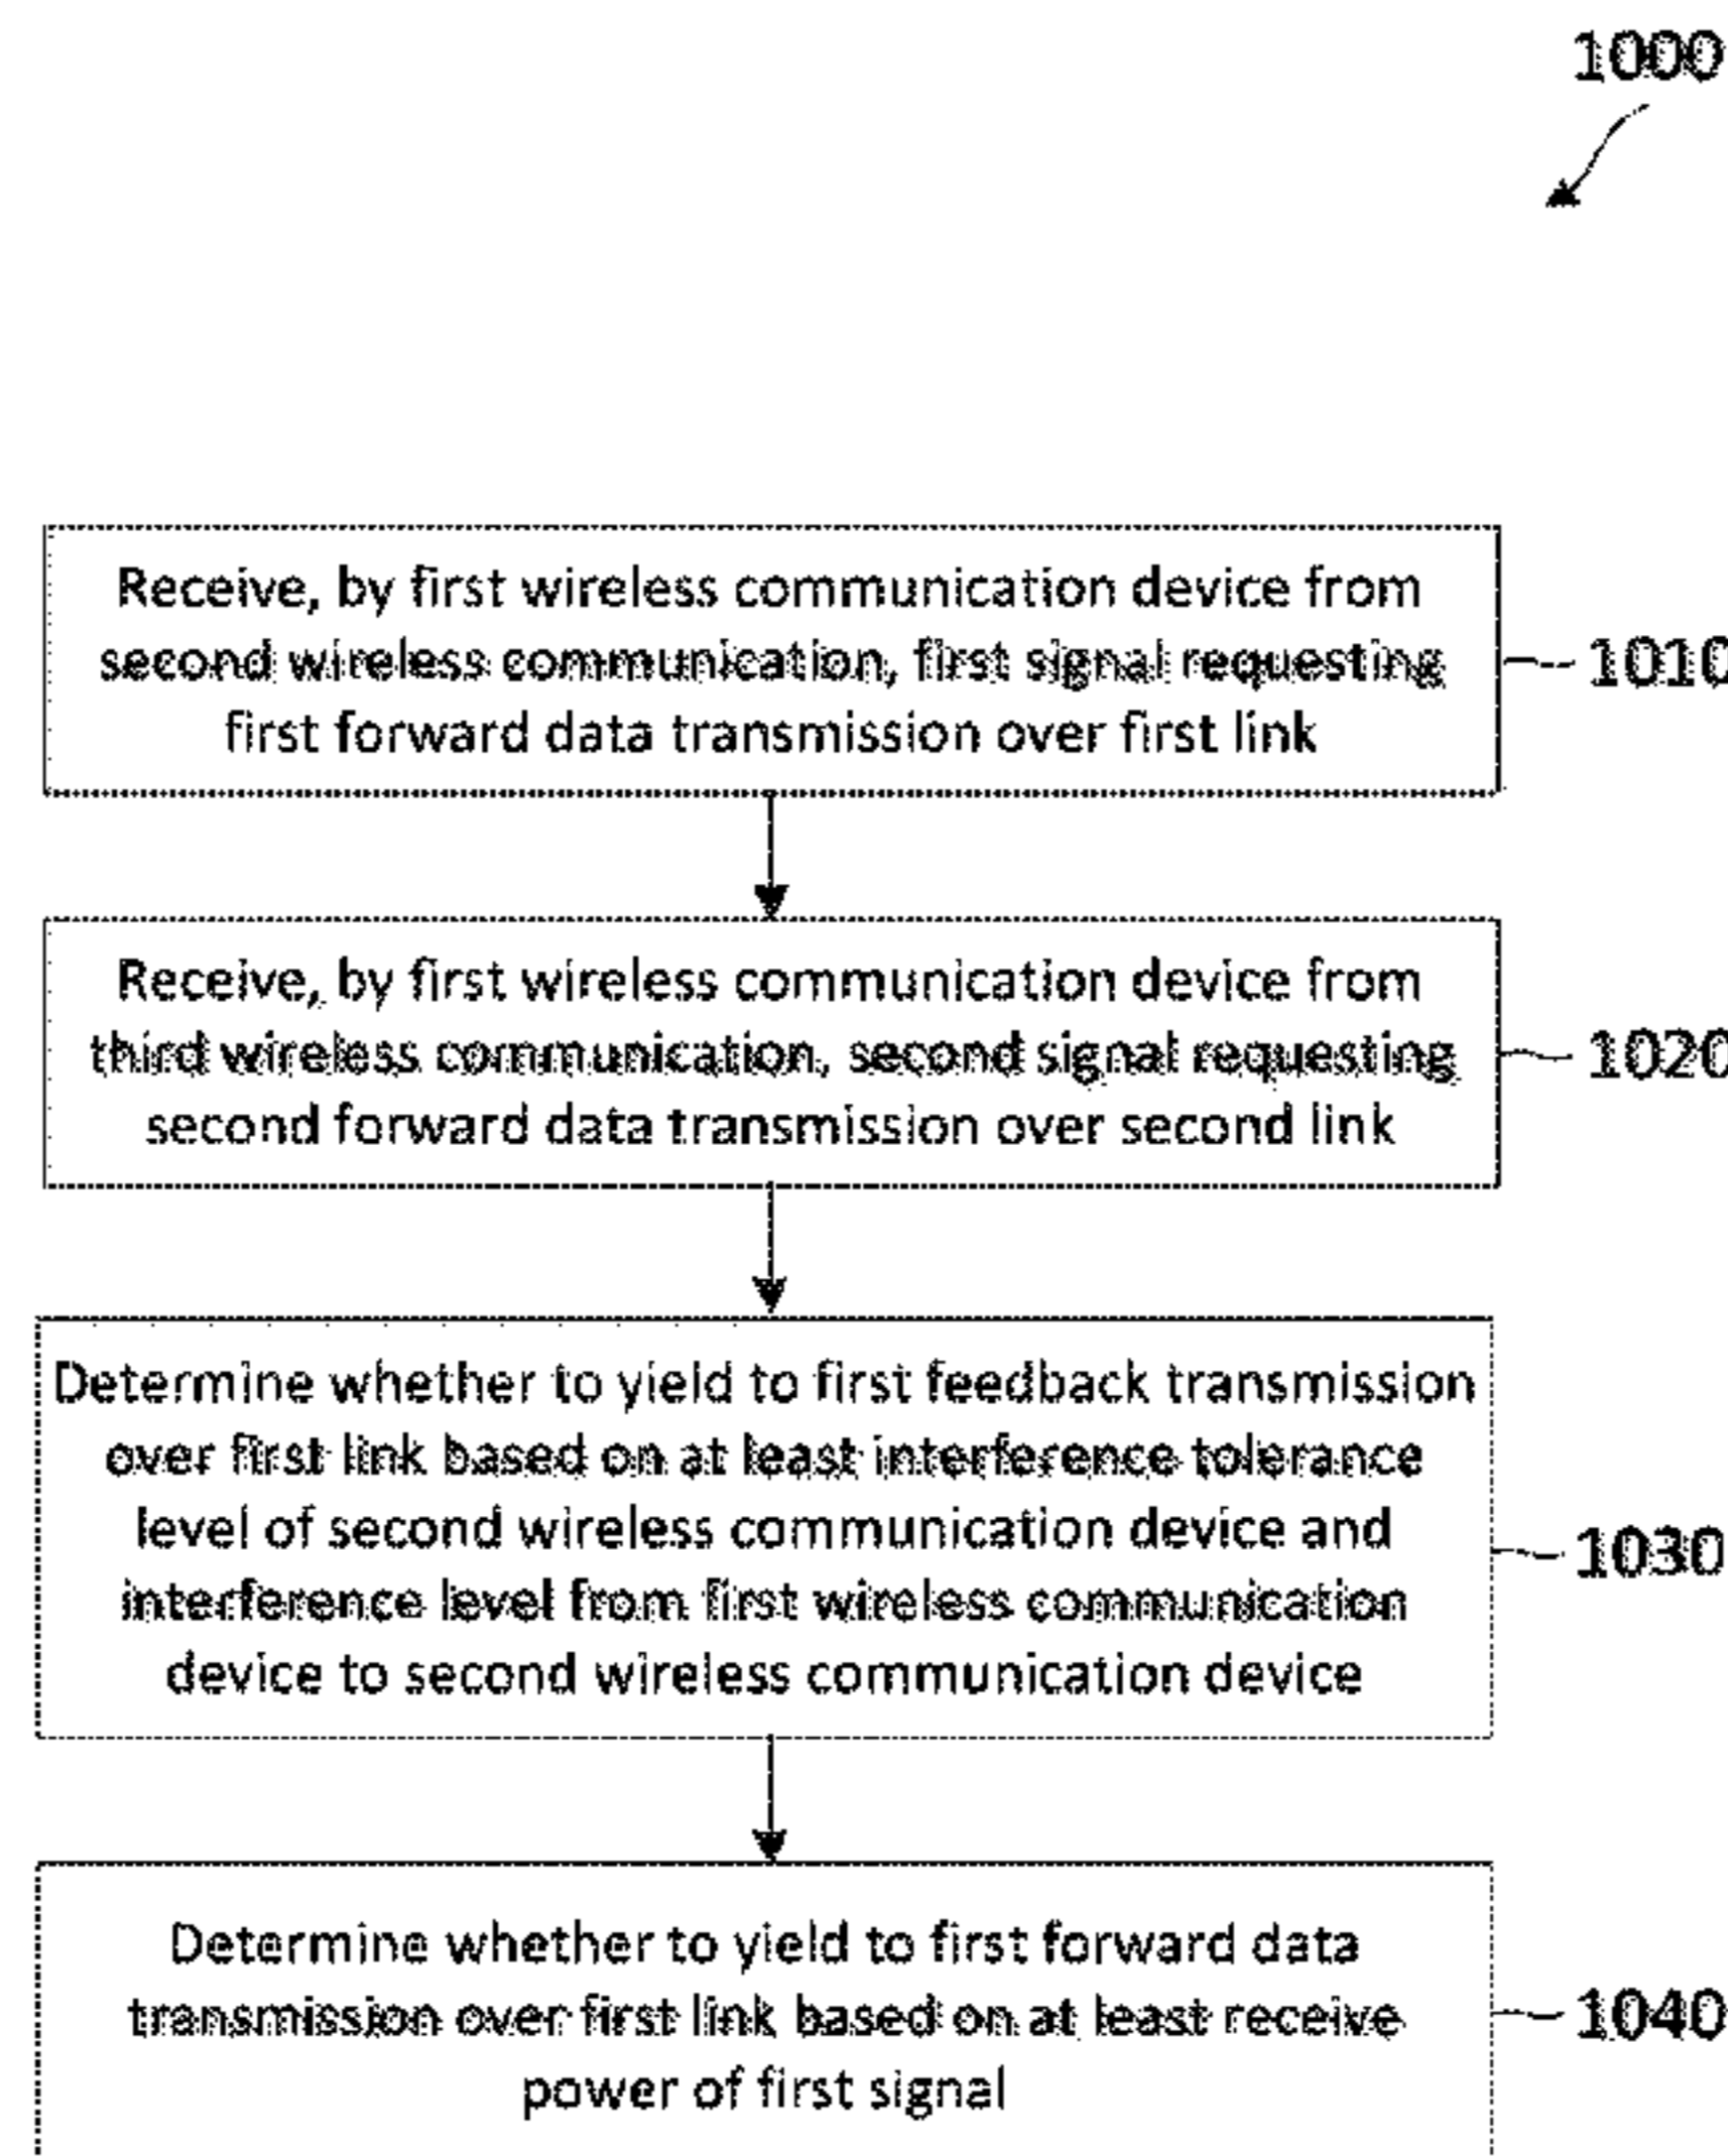 1000
Receive, by first wireless communication device from
second wireless communication, first signal requesting
first forward data transmission over first link
1010
Receive, by first wireless communication device from
third wireless communication, second signal requesting
second forward data transmission over second link
1020
Determine whether to yield to first feedback transmission
over first link based on at least interference tolerance
level of second wireless communication device and
interference level from first wireless communication
device to second wireless communication device
1030
Determine whether to yield to first forward data
transmission over first link based on at least receive
power of first signal
1040